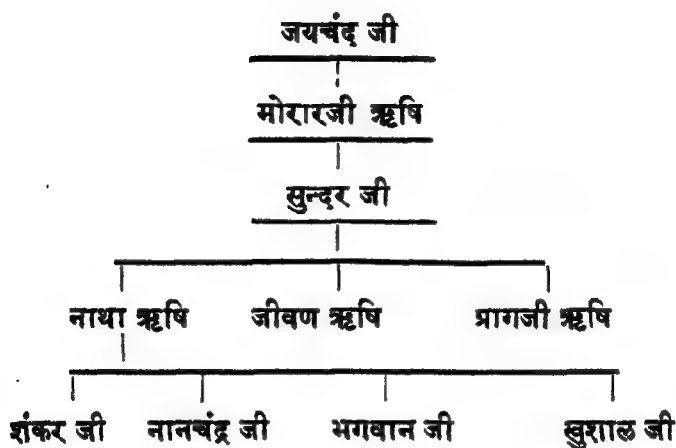 जयचंद जी
मोरारजी ऋषि
सुन्दर जी
नाथा ऋषि जीवण ऋषि प्रागजी ऋषि
शंकर जी नानचंद्र जी भगवान जी खुशाल जी